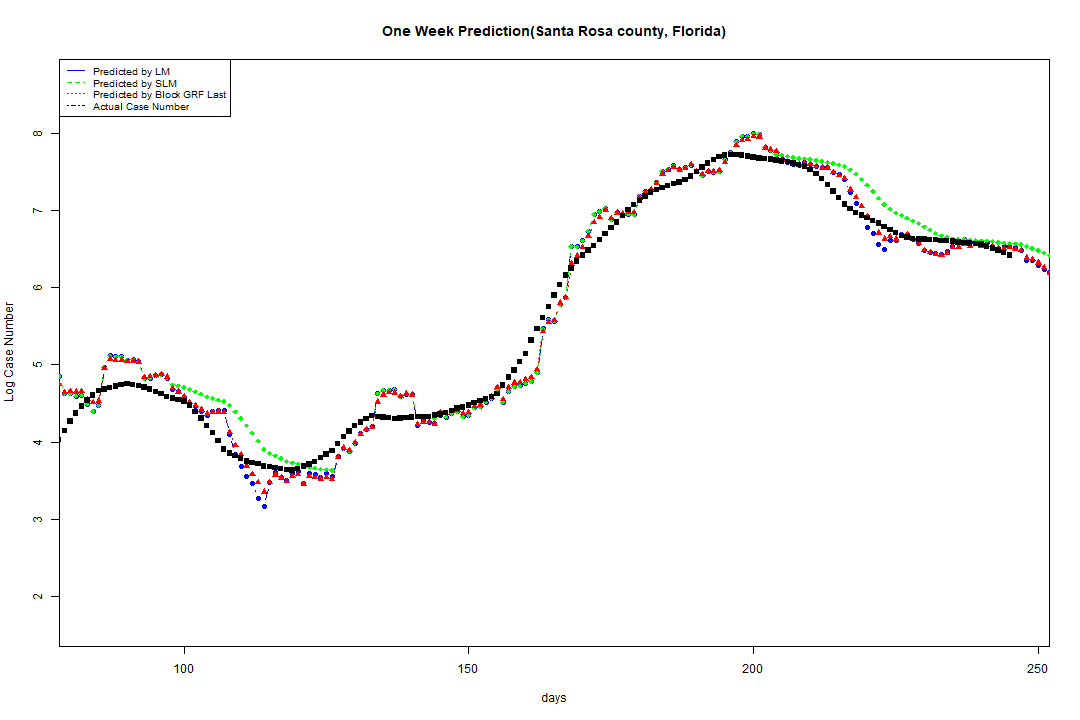 One Week Prediction(Santa Rosa county, Florida)
Predicted by LM
Predicted by SLM
Predicted by Block GRF Last
Actual Case Number
8
7
6
5
4
3
2
Log Case Number
100 150 200 250
days